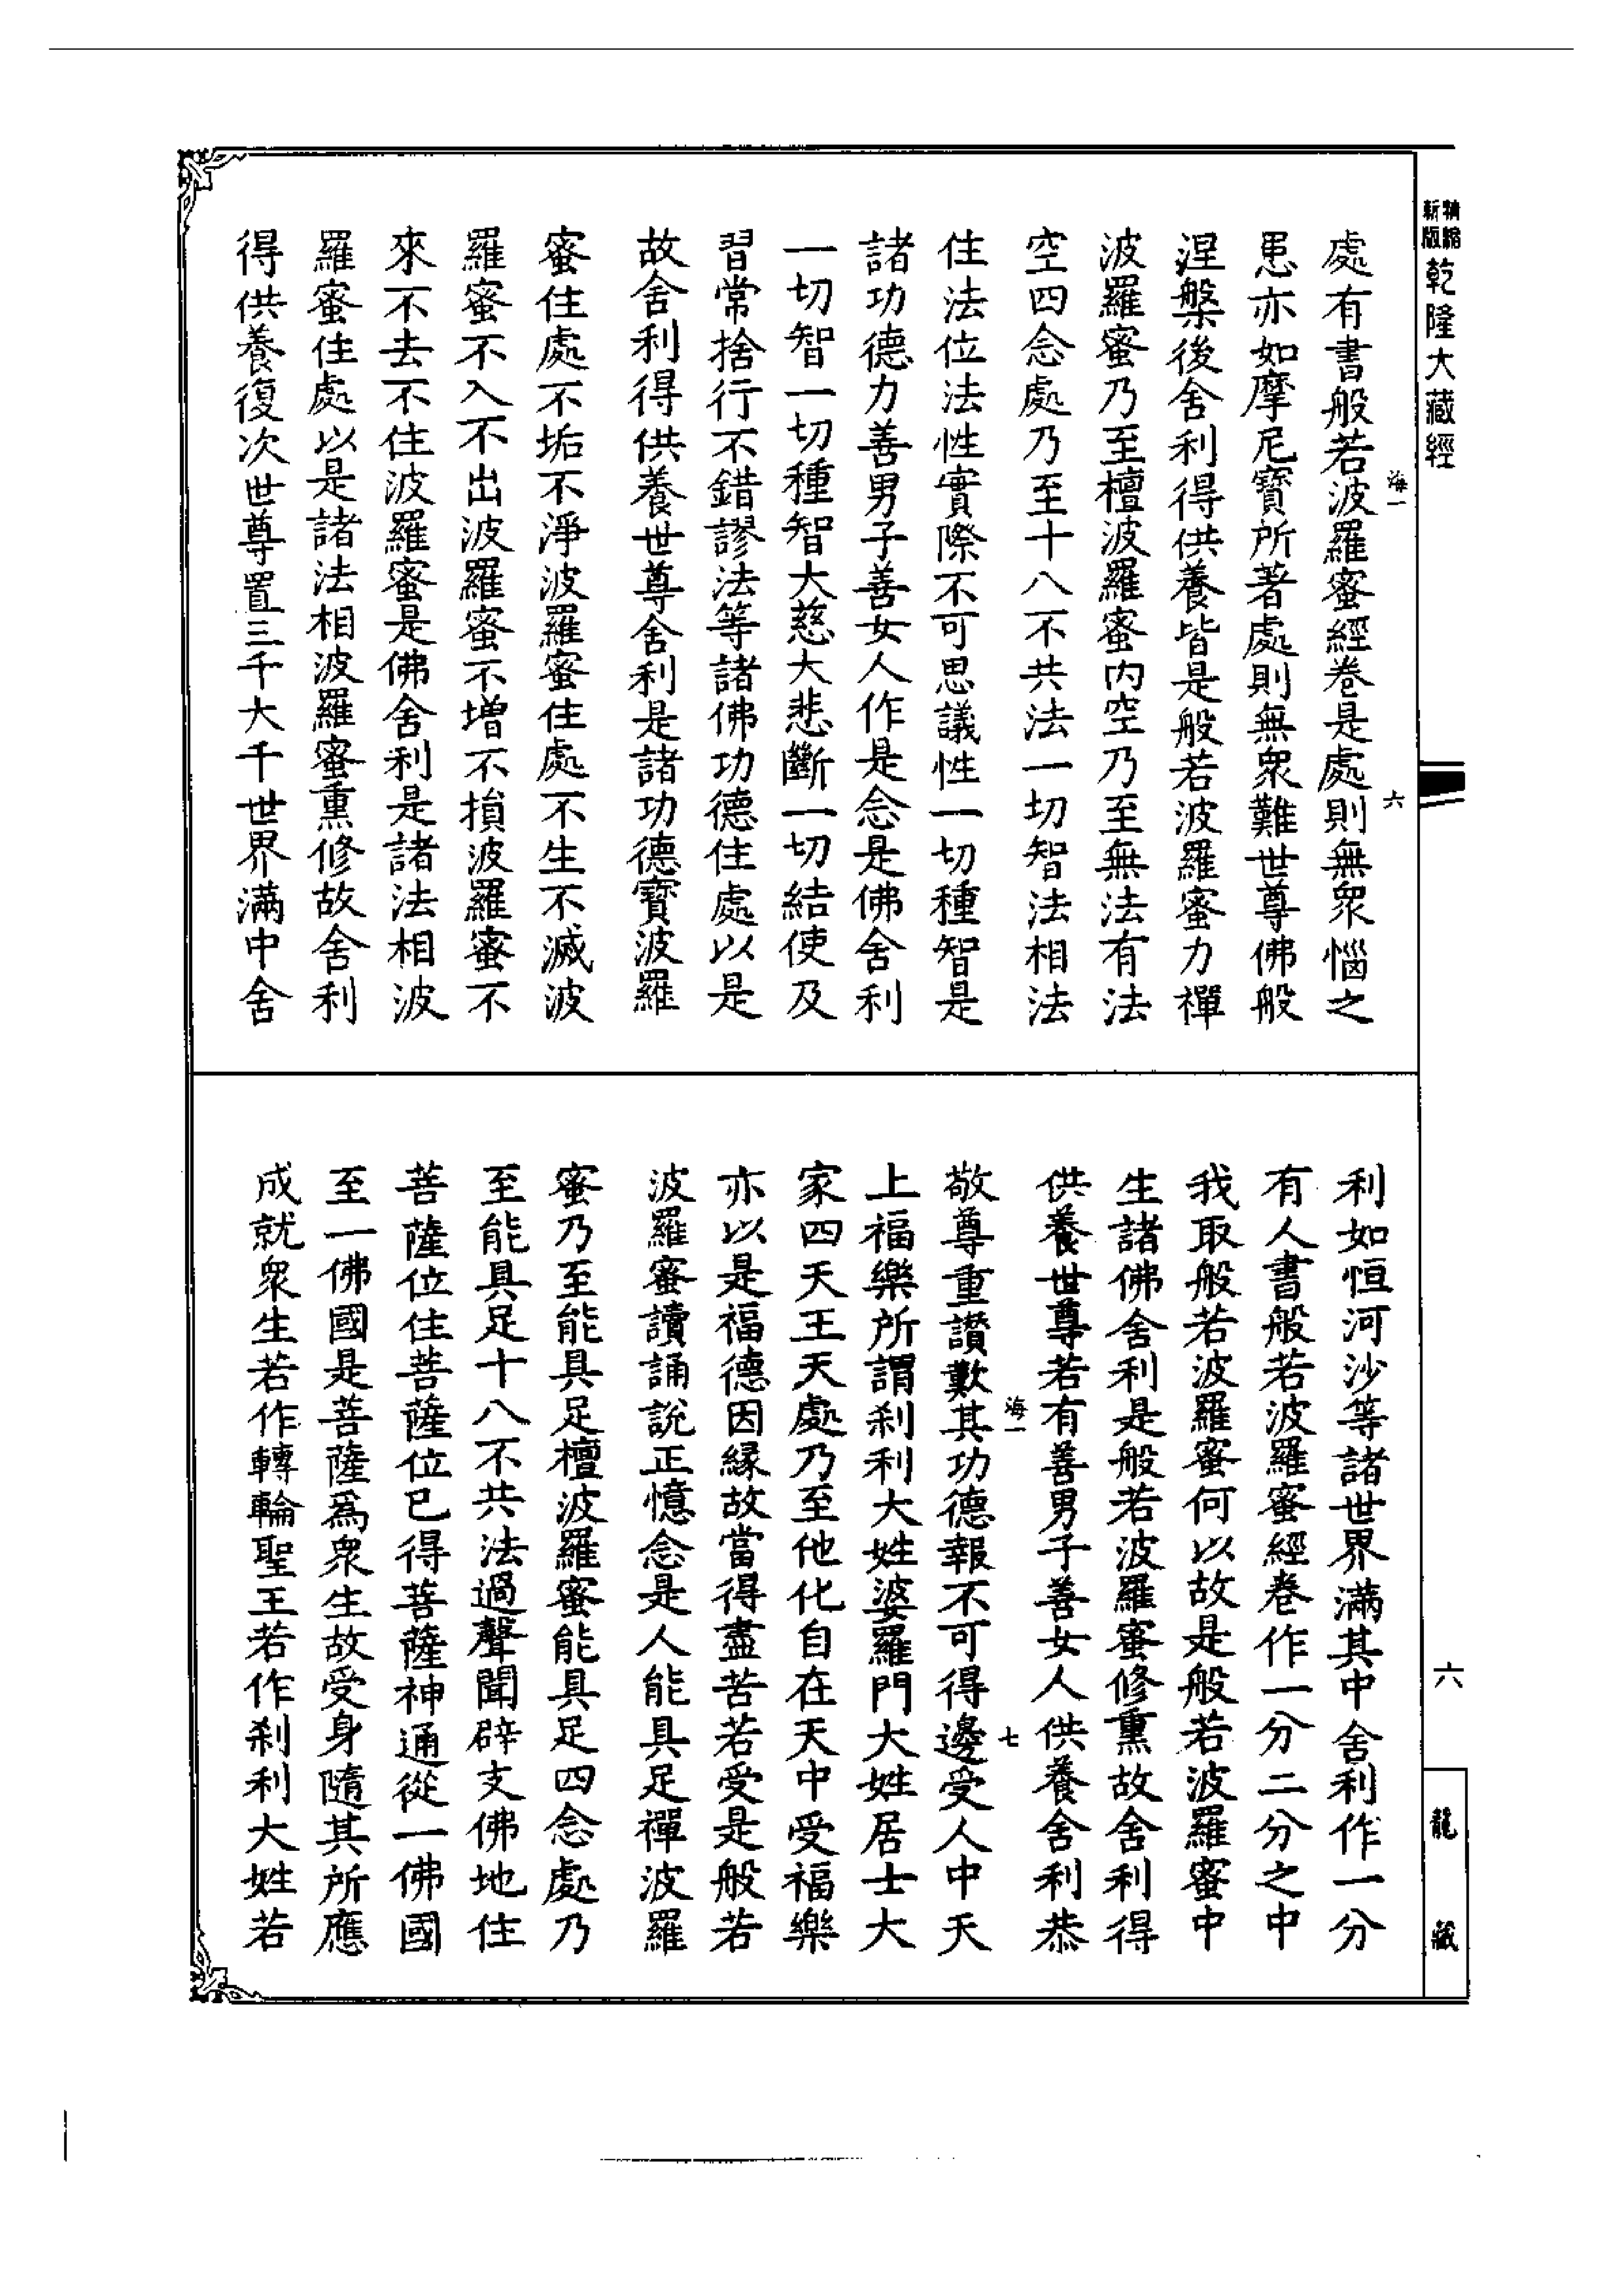 精縮新版
乾隆大藏經
海一
六
處有書般若波羅蜜經卷是處則無衆惱之
患亦如摩尼寶所著處則無衆難世尊佛般
涅槃後舍利得供養皆是般若波羅蜜力禪
波羅蜜乃至檀波羅蜜內空乃至無法有法
空四念處乃至十八不共法一切智法相法
住法位法性實際不可思議性一切種智是
諸功德力善男子善女人作是念是佛舍利
一切智一切種智大慈大悲斷一切結使及
習常捨行不錯謬法等諸佛功德住處以是
故舍利得供養世尊舍利是諸功德寶波羅
蜜住處不垢不淨波羅蜜住處不生不滅波
羅蜜不入不出波羅蜜不增不損波羅蜜不
來不去不住波羅蜜是佛舍利是諸法相波
羅蜜住處以是諸法相波羅蜜熏修故舍利
得供養復次世尊置三千大千世界滿中舍
利如恒河沙等諸世界滿其中舍利作一分
有人書般若波羅蜜經卷作一分二分之中
我取般若波羅蜜何以故是般若波羅蜜中
生諸佛舍利是般若波羅蜜修熏故舍利得
供養世尊若有善男子善女人供養舍利恭
海一
七
敬尊重讚歎其功德報不可得邊受人中天
上福樂所謂刹利大姓婆羅門大姓居士大
家四天王天處乃至他化自在天中受福樂
亦以是福德因緣故當得盡苦若受是般若
波羅蜜讀誦說正憶念是人能具足禪波羅
蜜乃至能具足檀波羅蜜能具足四念處乃
至能具足十八不共法過聲聞辟支佛地住
菩薩位住菩薩位已得菩薩神通從一佛國
至一佛國是菩薩爲衆生故受身隨其所應
成就衆生若作轉輪聖王若作刹利大姓若
六
龍藏